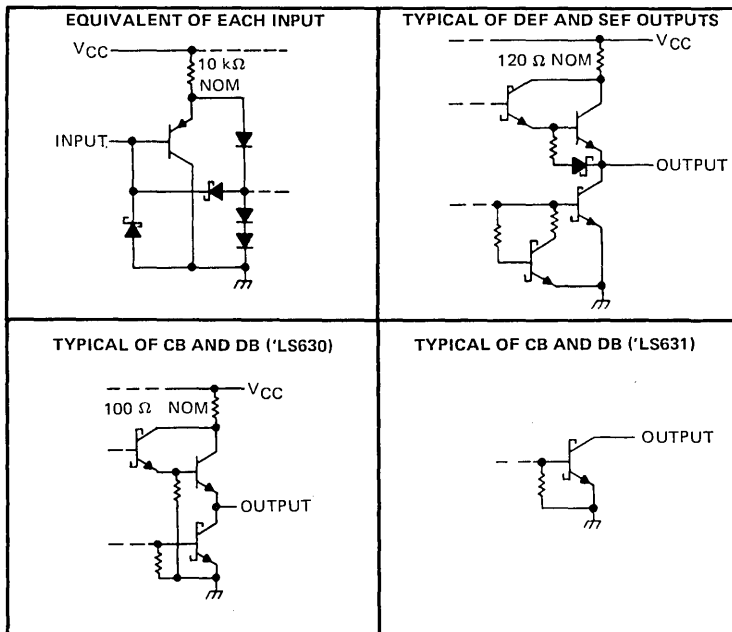 EQUIVALENT OF EACH INPUT
VCC
10 kΩ
NOM
INPUT
TYPICAL OF DEF AND SEF OUTPUTS
VCC
120 Ω NOM
OUTPUT
TYPICAL OF CB AND DB ('LS630)
VCC
100 Ω NOM
OUTPUT
TYPICAL OF CB AND DB ('LS631)
OUTPUT